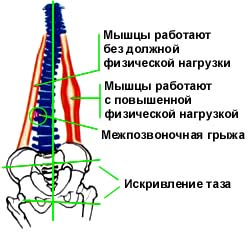 Мышцы работают
без должной
физической нагрузки
Мышцы работают
с повышенной
физической нагрузкой
Межпозвоночная грыжа
Искривление таза